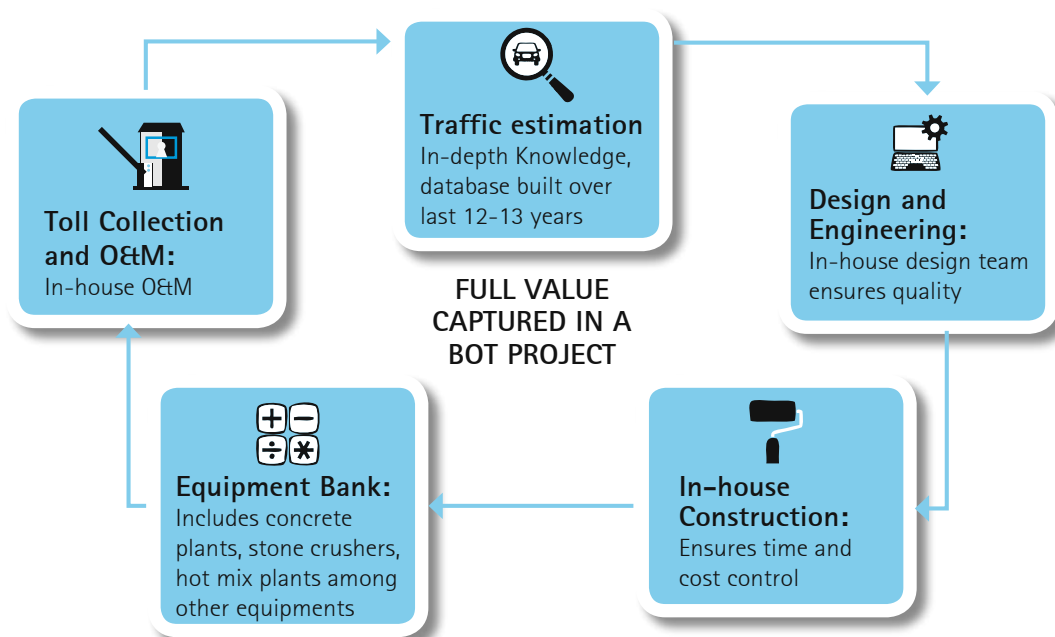 Traffic estimation
In-depth Knowledge,
database built over
last 12-13 years
Design and
Engineering:
In-house design team
ensures quality
In-house
Construction:
Ensures time and
cost control
Equipment Bank:
Includes concrete
plants, stone crushers,
hot mix plants among
other equipments
Toll Collection
and O&M:
In-house O&M
FULL VALUE
CAPTURED IN A
BOT PROJECT